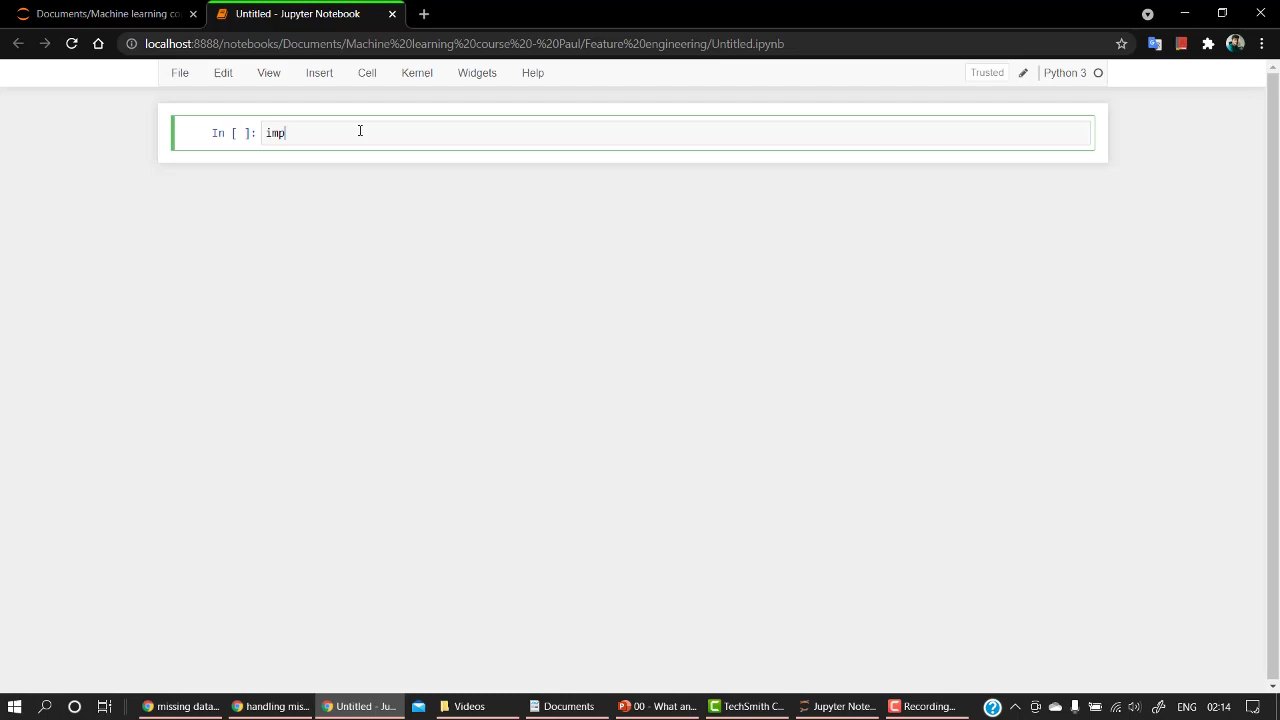 Documents/Machine learning co
Untitled - Jupyter Notebook
localhost:8888/notebooks/Documents/Machine%20learning%20course%20-%20Paul/Feature%20engineering/Untitled.ipynb
File Edit View Insert Cell Kernel Widgets Help Trusted Python 3
In [ ]: imp
missing data... handling mis... Untitled - Ju... Videos Documents 00 - What an... TechSmith C... Jupyter Note... Recording... ENG 02:14